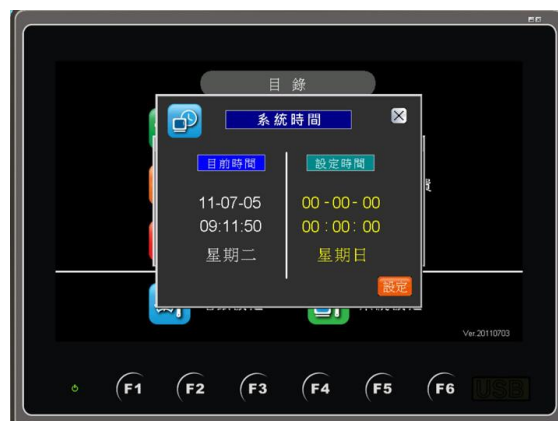 目錄
系統時間
目前時間
設定時間
11-07-05
00-00-00
09:11:50
00:00:00
星期二
星期日
設定
Ver.20110703
F1
F2
F3
F4
F5
F6
USB